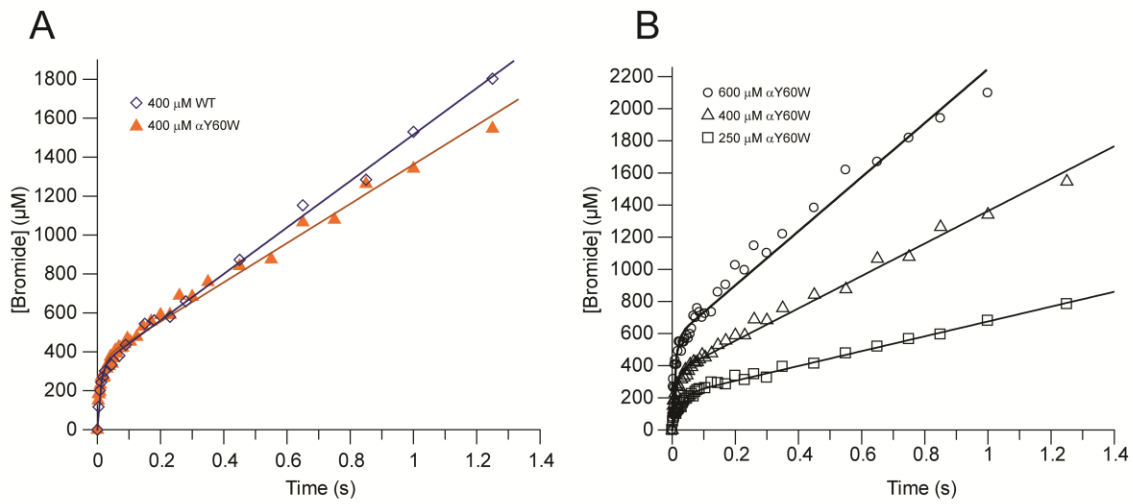 A
[Bromide] (µM)
1800
1600
1400
1200
1000
800
600
400
200
0
◇ 400 µM WT
▲ 400 µM αY60W
0 0.2 0.4 0.6 0.8 1 1.2 1.4
Time (s)
B
[Bromide] (µM)
2200
2000
1800
1600
1400
1200
1000
800
600
400
200
0
○ 600 µM αY60W
△ 400 µM αY60W
□ 250 µM αY60W
0 0.2 0.4 0.6 0.8 1 1.2 1.4
Time (s)